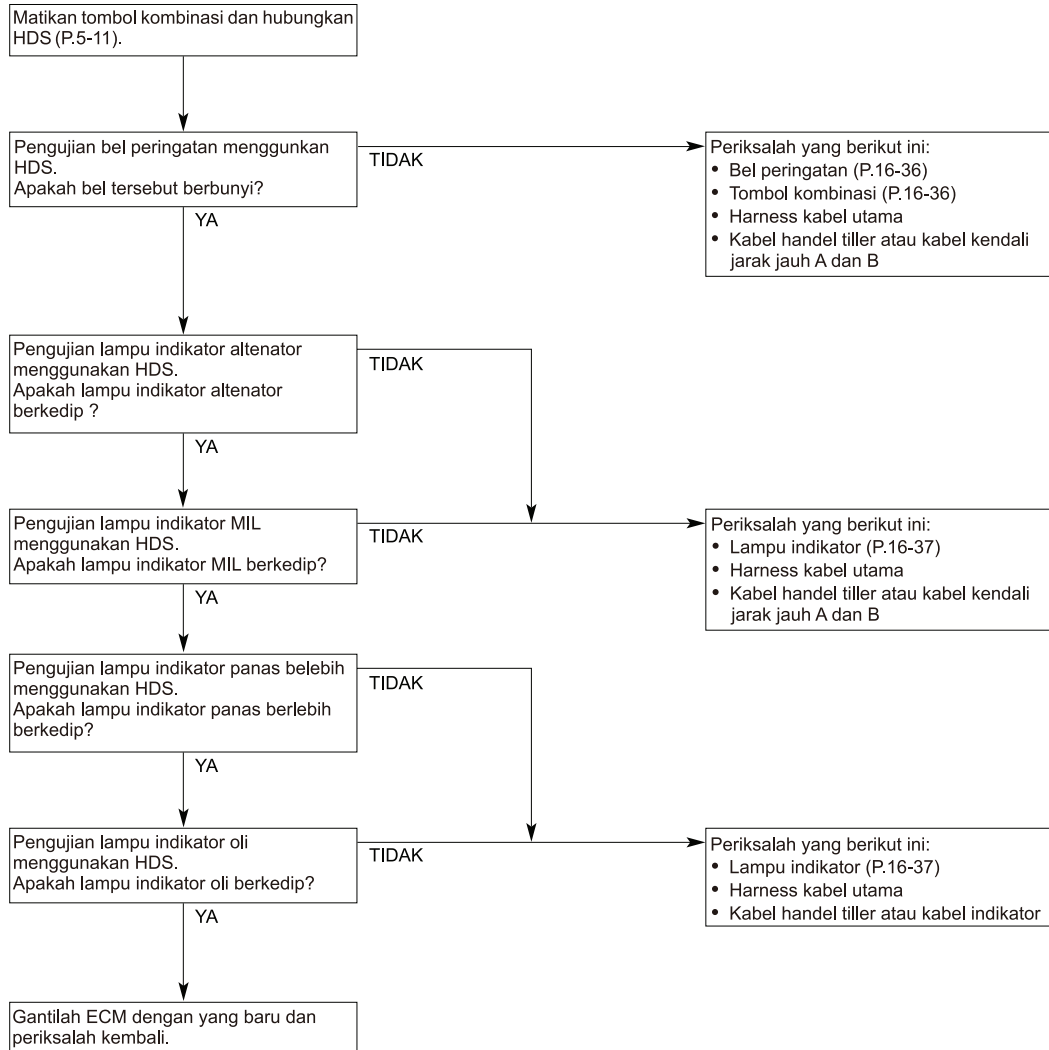 Matikan tombol kombinasi dan hubungkan
HDS (P.5-11).
Pengujian bel peringatan menggunkan
HDS.
Apakah bel tersebut berbunyi?
TIDAK
YA
Periksalah yang berikut ini:
• Bel peringatan (P.16-36)
• Tombol kombinasi (P.16-36)
• Harness kabel utama
• Kabel handel tiller atau kabel kendali
jarak jauh A dan B
Pengujian lampu indikator altenator
menggunakan HDS.
Apakah lampu indikator altenator
berkedip ?
TIDAK
YA
Pengujian lampu indikator MIL
menggunakan HDS.
Apakah lampu indikator MIL berkedip?
TIDAK
YA
Periksalah yang berikut ini:
• Lampu indikator (P.16-37)
• Harness kabel utama
• Kabel handel tiller atau kabel kendali
jarak jauh A dan B
Pengujian lampu indikator panas belebih
menggunakan HDS.
Apakah lampu indikator panas berlebih
berkedip?
TIDAK
YA
Pengujian lampu indikator oli
menggunakan HDS.
Apakah lampu indikator oli berkedip?
TIDAK
YA
Periksalah yang berikut ini:
• Lampu indikator (P.16-37)
• Harness kabel utama
• Kabel handel tiller atau kabel indikator
Gantilah ECM dengan yang baru dan
periksalah kembali.